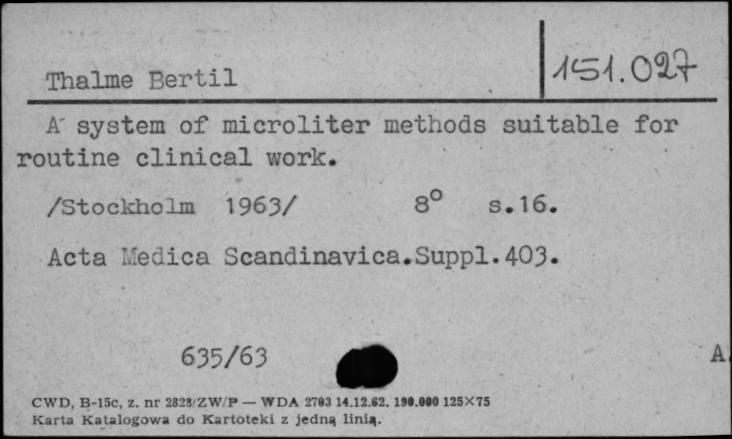 Thalme Bertil 151.027
A system of microliter methods suitable for
routine clinical work.
/Stockholm 1963/ 8° s.16.
Acta Medica Scandinavica.Suppl.403.
635/63 A.
CWD, B-15c, z. nr 2828/ZW/P — WDA 2703 14.12.62. 190.000 125×75
Karta Katalogowa do Kartoteki z jedną linią.